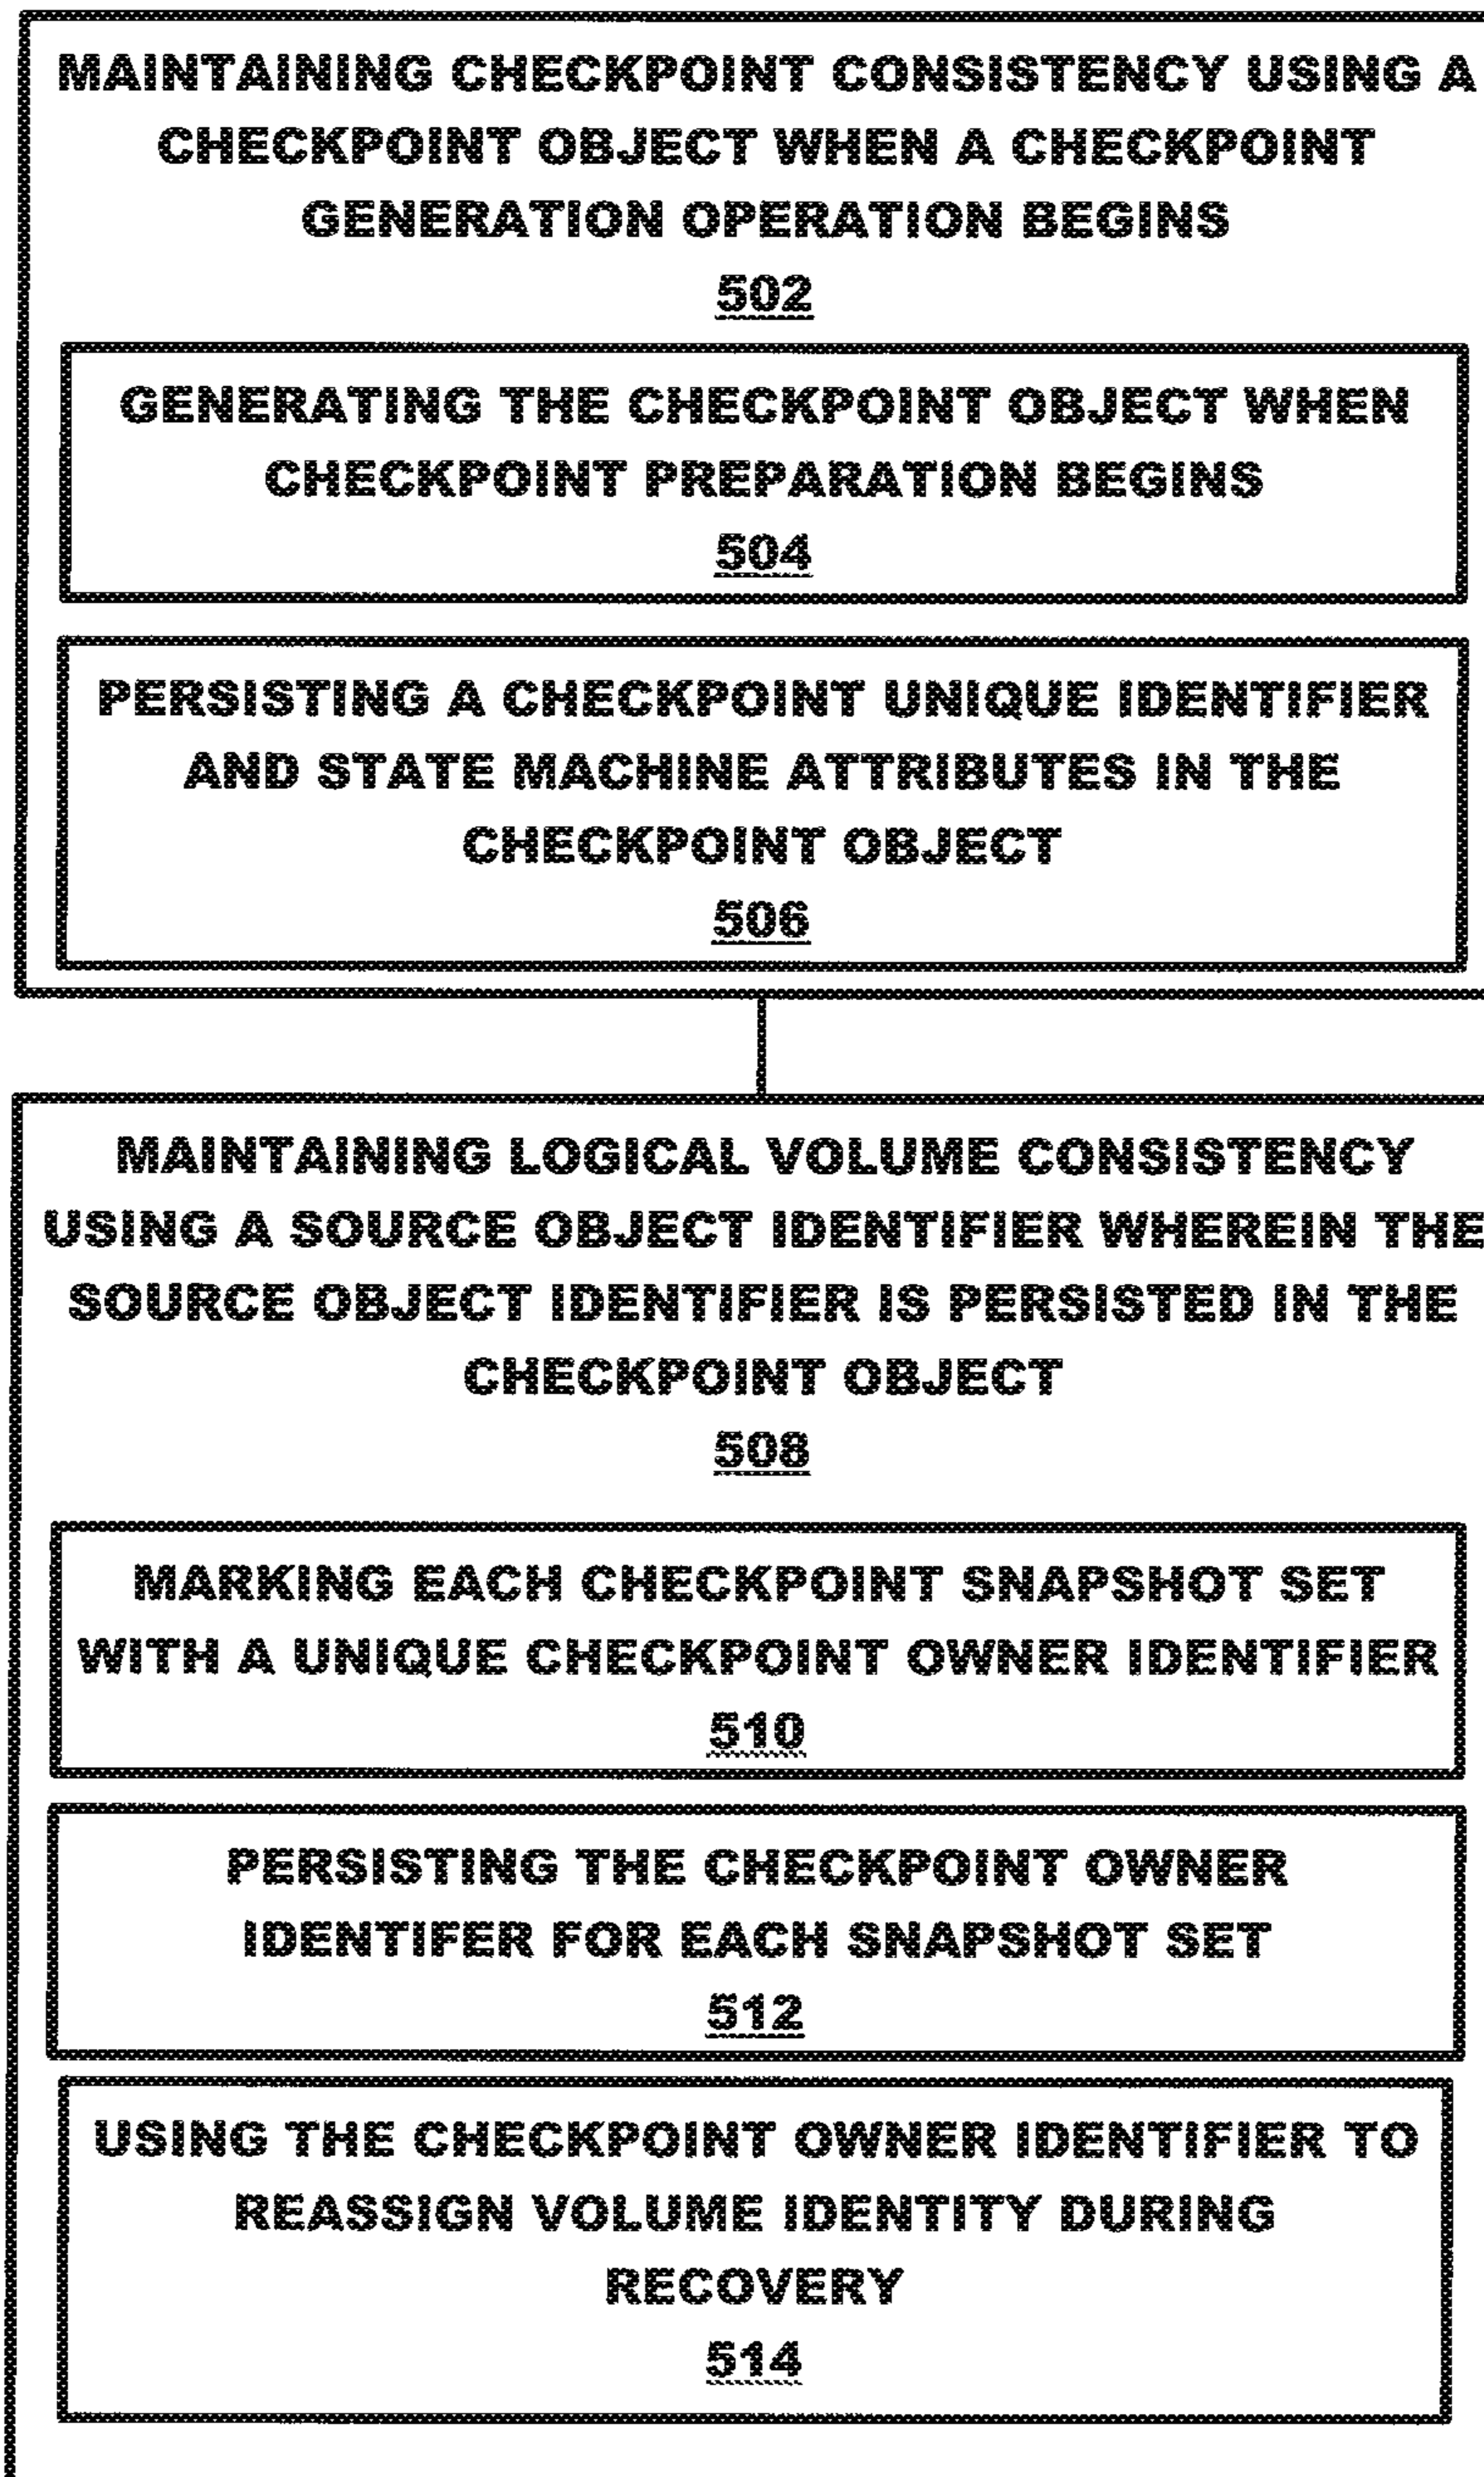 MAINTAINING CHECKPOINT CONSISTENCY USING A
CHECKPOINT OBJECT WHEN A CHECKPOINT
GENERATION OPERATION BEGINS
502
GENERATING THE CHECKPOINT OBJECT WHEN
CHECKPOINT PREPARATION BEGINS
504
PERSISTING A CHECKPOINT UNIQUE IDENTIFIER
AND STATE MACHINE ATTRIBUTES IN THE
CHECKPOINT OBJECT
506
MAINTAINING LOGICAL VOLUME CONSISTENCY
USING A SOURCE OBJECT IDENTIFIER WHEREIN THE
SOURCE OBJECT IDENTIFIER IS PERSISTED IN THE
CHECKPOINT OBJECT
508
MARKING EACH CHECKPOINT SNAPSHOT SET
WITH A UNIQUE CHECKPOINT OWNER IDENTIFIER
510
PERSISTING THE CHECKPOINT OWNER
IDENTIFER FOR EACH SNAPSHOT SET
512
USING THE CHECKPOINT OWNER IDENTIFIER TO
REASSIGN VOLUME IDENTITY DURING
RECOVERY
514